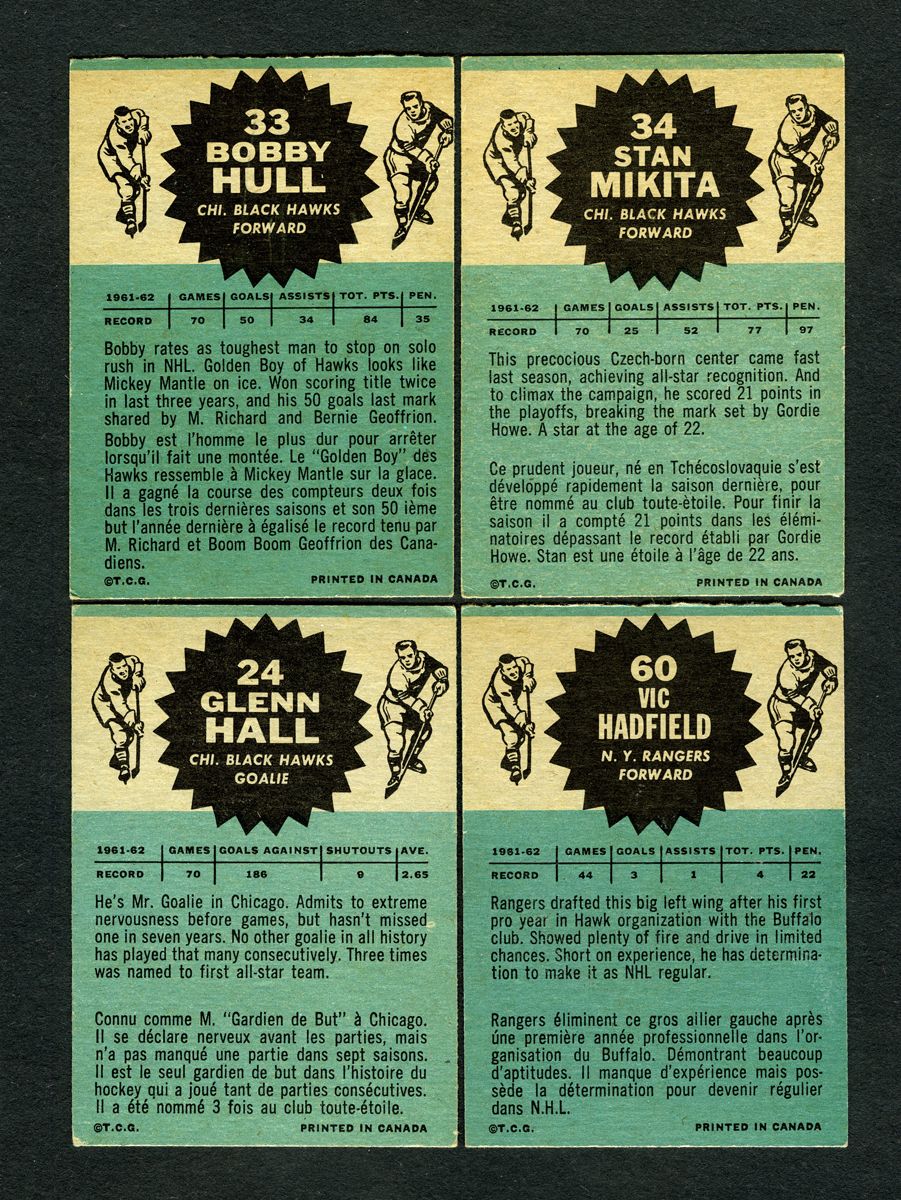 33
BOBBY
HULL
CHI. BLACK HAWKS
FORWARD
1961-62 GAMES GOALS ASSISTS TOT. PTS. PEN.
RECORD 70 50 34 84 35
Bobby rates as toughest man to stop on solo
rush in NHL. Golden Boy of Hawks looks like
Mickey Mantle on ice. Won scoring title twice
in last three years, and his 50 goals last mark
shared by M. Richard and Bernie Geoffrion.
Bobby est l'homme le plus dur pour arrêter
lorsqu'il fait une montée. Le "Golden Boy" des
Hawks ressemble à Mickey Mantle sur la glace.
Il a gagné la course des compteurs deux fois
dans les trois dernières saisons et son 50 ième
but l'année dernière à égalisé le record tenu par
M. Richard et Boom Boom Geoffrion des Cana-
diens.
©T.C.G. PRINTED IN CANADA
34
STAN
MIKITA
CHI. BLACK HAWKS
FORWARD
1961-62 GAMES GOALS ASSISTS TOT. PTS. PEN.
RECORD 70 25 52 77 97
This precocious Czech-born center came fast
last season, achieving all-star recognition. And
to climax the campaign, he scored 21 points in
the playoffs, breaking the mark set by Gordie
Howe. A star at the age of 22.
Ce prudent joueur, né en Tchécoslovaquie s'est
développé rapidement la saison dernière, pour
être nommé au club toute-ètoile. Pour finir la
saison il a compté 21 points dans les élémi-
natoires dépassant le record établi par Gordie
Howe. Stan est une étoile à l'âge de 22 ans.
©T.C.G. PRINTED IN CANADA
24
GLENN
HALL
CHI. BLACK HAWKS
GOALIE
1961-62 GAMES GOALS AGAINST SHUTOUTS AVE.
RECORD 70 186 9 2.65
He's Mr. Goalie in Chicago. Admits to extreme
nervousness before games, but hasn't missed
one in seven years. No other goalie in all history
has played that many consecutively. Three times
was named to first all-star team.
Connu comme M. "Gardien de But" à Chicago.
Il se déclare nerveux avant les parties, mais
n'a pas manqué une partie dans sept saisons.
Il est le seul gardien de but dans l'histoire du
hockey qui a joué tant de parties consécutives.
Il a été nommé 3 fois au club toute-étoile.
©T.C.G. PRINTED IN CANADA
60
VIC
HADFIELD
N. Y. RANGERS
FORWARD
1961-62 GAMES GOALS ASSISTS TOT. PTS. PEN.
RECORD 44 3 1 4 22
Rangers drafted this big left wing after his first
pro year in Hawk organization with the Buffalo
club. Showed plenty of fire and drive in limited
chances. Short on experience, he has determina-
tion to make it as NHL regular.
Rangers éliminent ce gros ailier gauche après
úne première année professionnelle dans l'or-
ganisation du Buffalo. Démontrant beaucoup
d'aptitudes. Il manque d'expérience mais pos-
sède la détermination pour devenir régulier
dans N.H.L.
©T.C.G. PRINTED IN CANADA